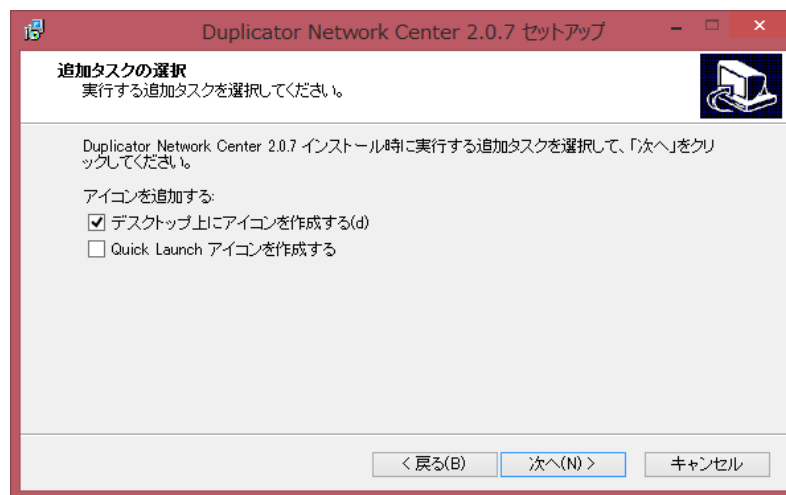 Duplicator Network Center 2.0.7 セットアップ
追加タスクの選択
実行する追加タスクを選択してください。
Duplicator Network Center 2.0.7 インストール時に実行する追加タスクを選択して、「次へ」をクリ
ックしてください。
アイコンを追加する:
デスクトップ上にアイコンを作成する(d)
Quick Launch アイコンを作成する
< 戻る(B)
次へ(N) >
キャンセル